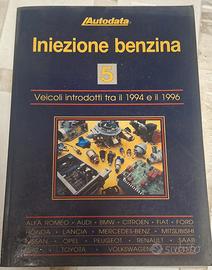 Autodata
Iniezione benzina
5
Veicoli introdotti tra il 1994 e il 1996
ALFA ROMEO • AUDI • BMW • CITROEN • FIAT • FORD
HONDA • LANCIA • MERCEDES-BENZ • MITSUBISHI
NISSAN • OPEL • PEUGEOT • RENAULT • SAAB
TOYOTA • VOLKSWAGEN